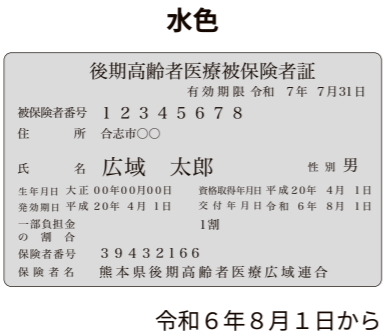 水色
後期高齢者医療被保険者証
有効期限 令和 7年 7月31日
被保険者番号 １２３４５６７８
住 所 合志市〇〇
氏 名 広域 太郎 性別 男
生年月日 大正 00年00月00日 資格取得年月日 平成20年 4月 1日
発効期日 平成 20年 4月 1日 交付年月日 令和 6年 8月 1日
一部負担金 1割
の 割 合
保険者番号 39432166
保険者名 熊本県後期高齢者医療広域連合
令和６年８月１日から